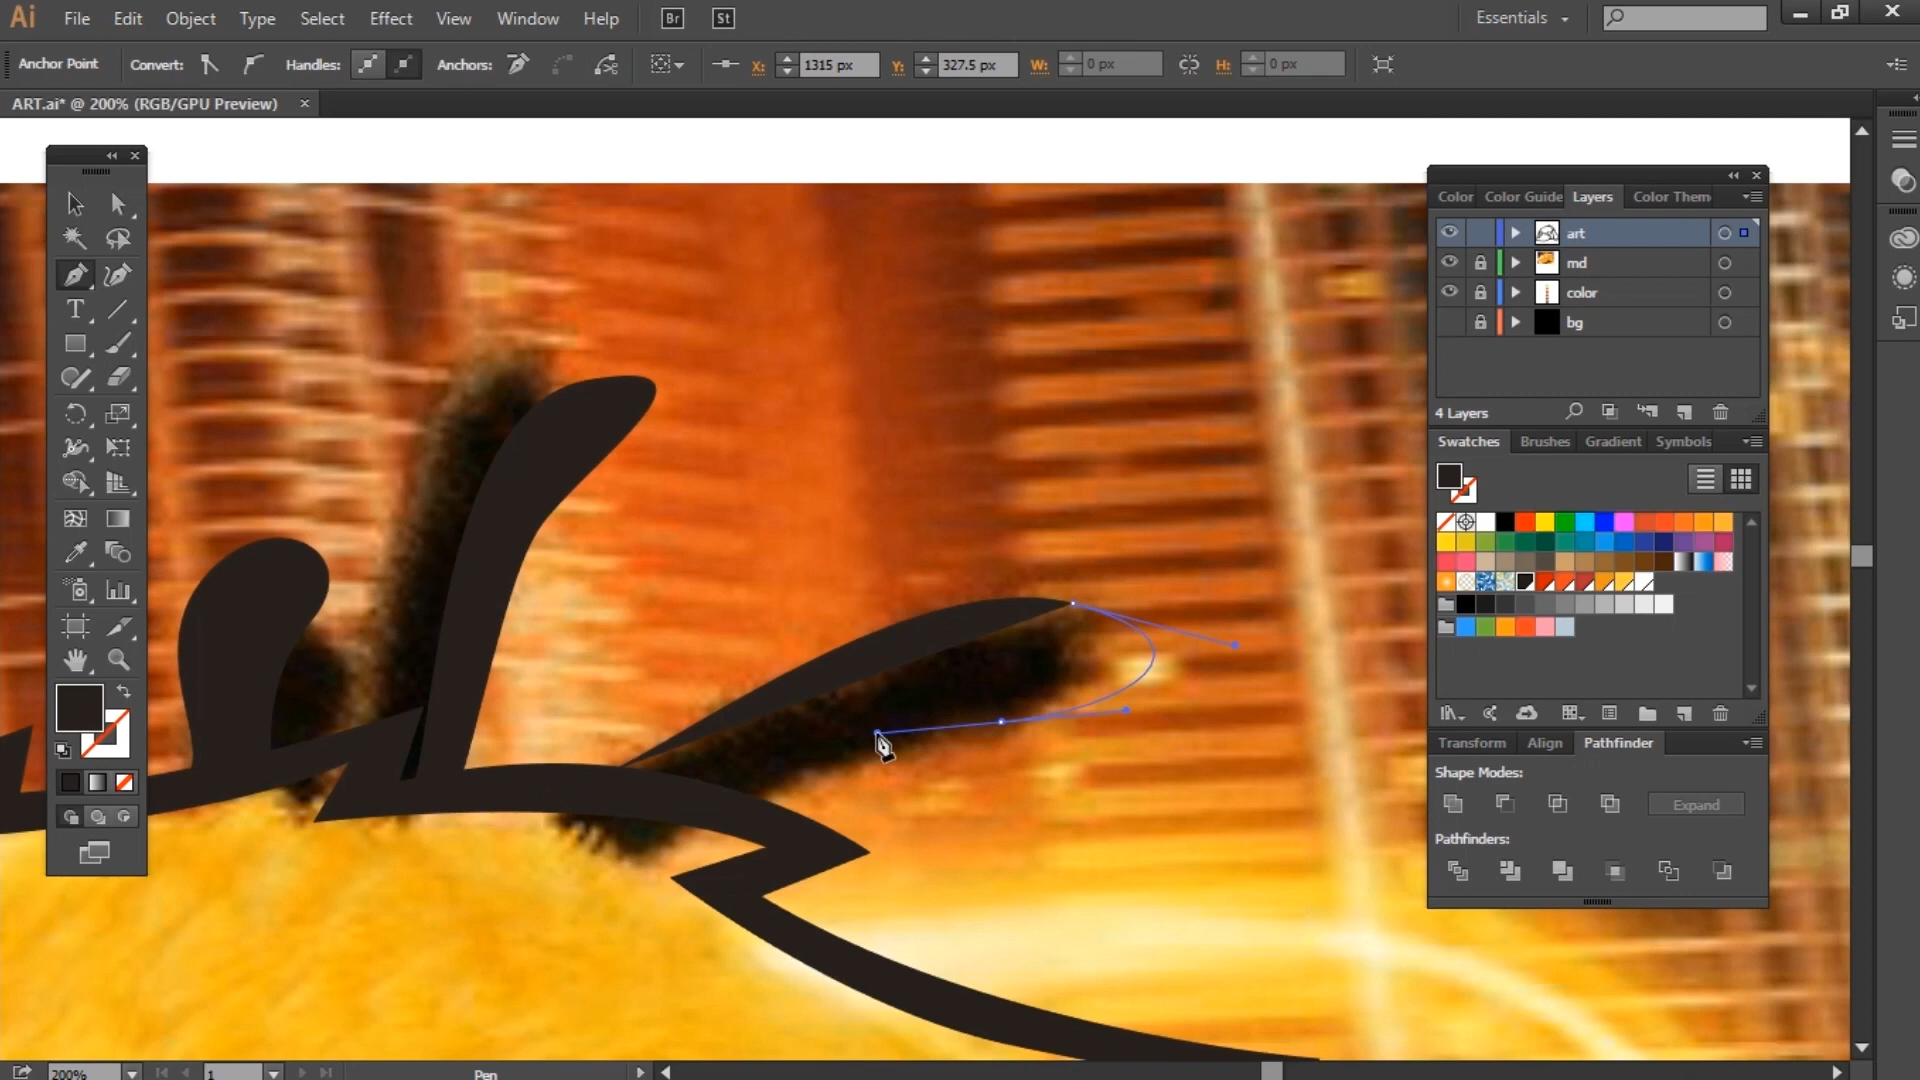 Ai File Edit Object Type Select Effect View Window Help Br St Essentials
Anchor Point Convert: Handles: Anchors: X: 1315 px Y: 327.5 px W: 0 px H: 0 px
ART.ai* @ 200% (RGB/GPU Preview)
Color Color Guide Layers Color Them
art
md
color
bg
4 Layers
Swatches Brushes Gradient Symbols
Transform Align Pathfinder
Shape Modes:
Expand
Pathfinders:
200% 1 Pen